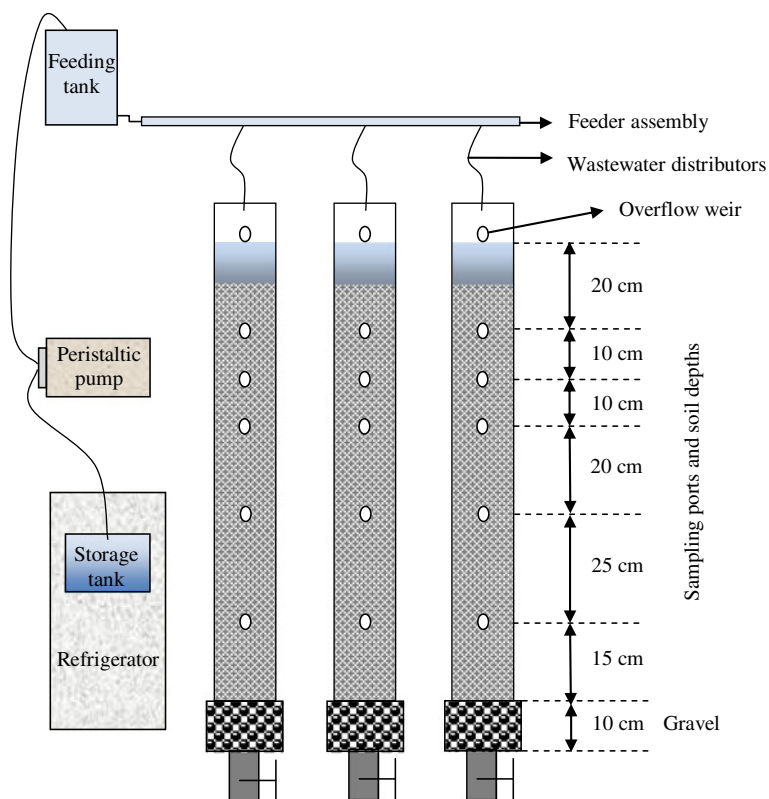 Feeding
tank
Feeder assembly
Wastewater distributors
Overflow weir
20 cm
Peristaltic
pump
10 cm
10 cm
20 cm
Sampling ports and soil depths
Storage
tank
25 cm
Refrigerator
15 cm
10 cm Gravel